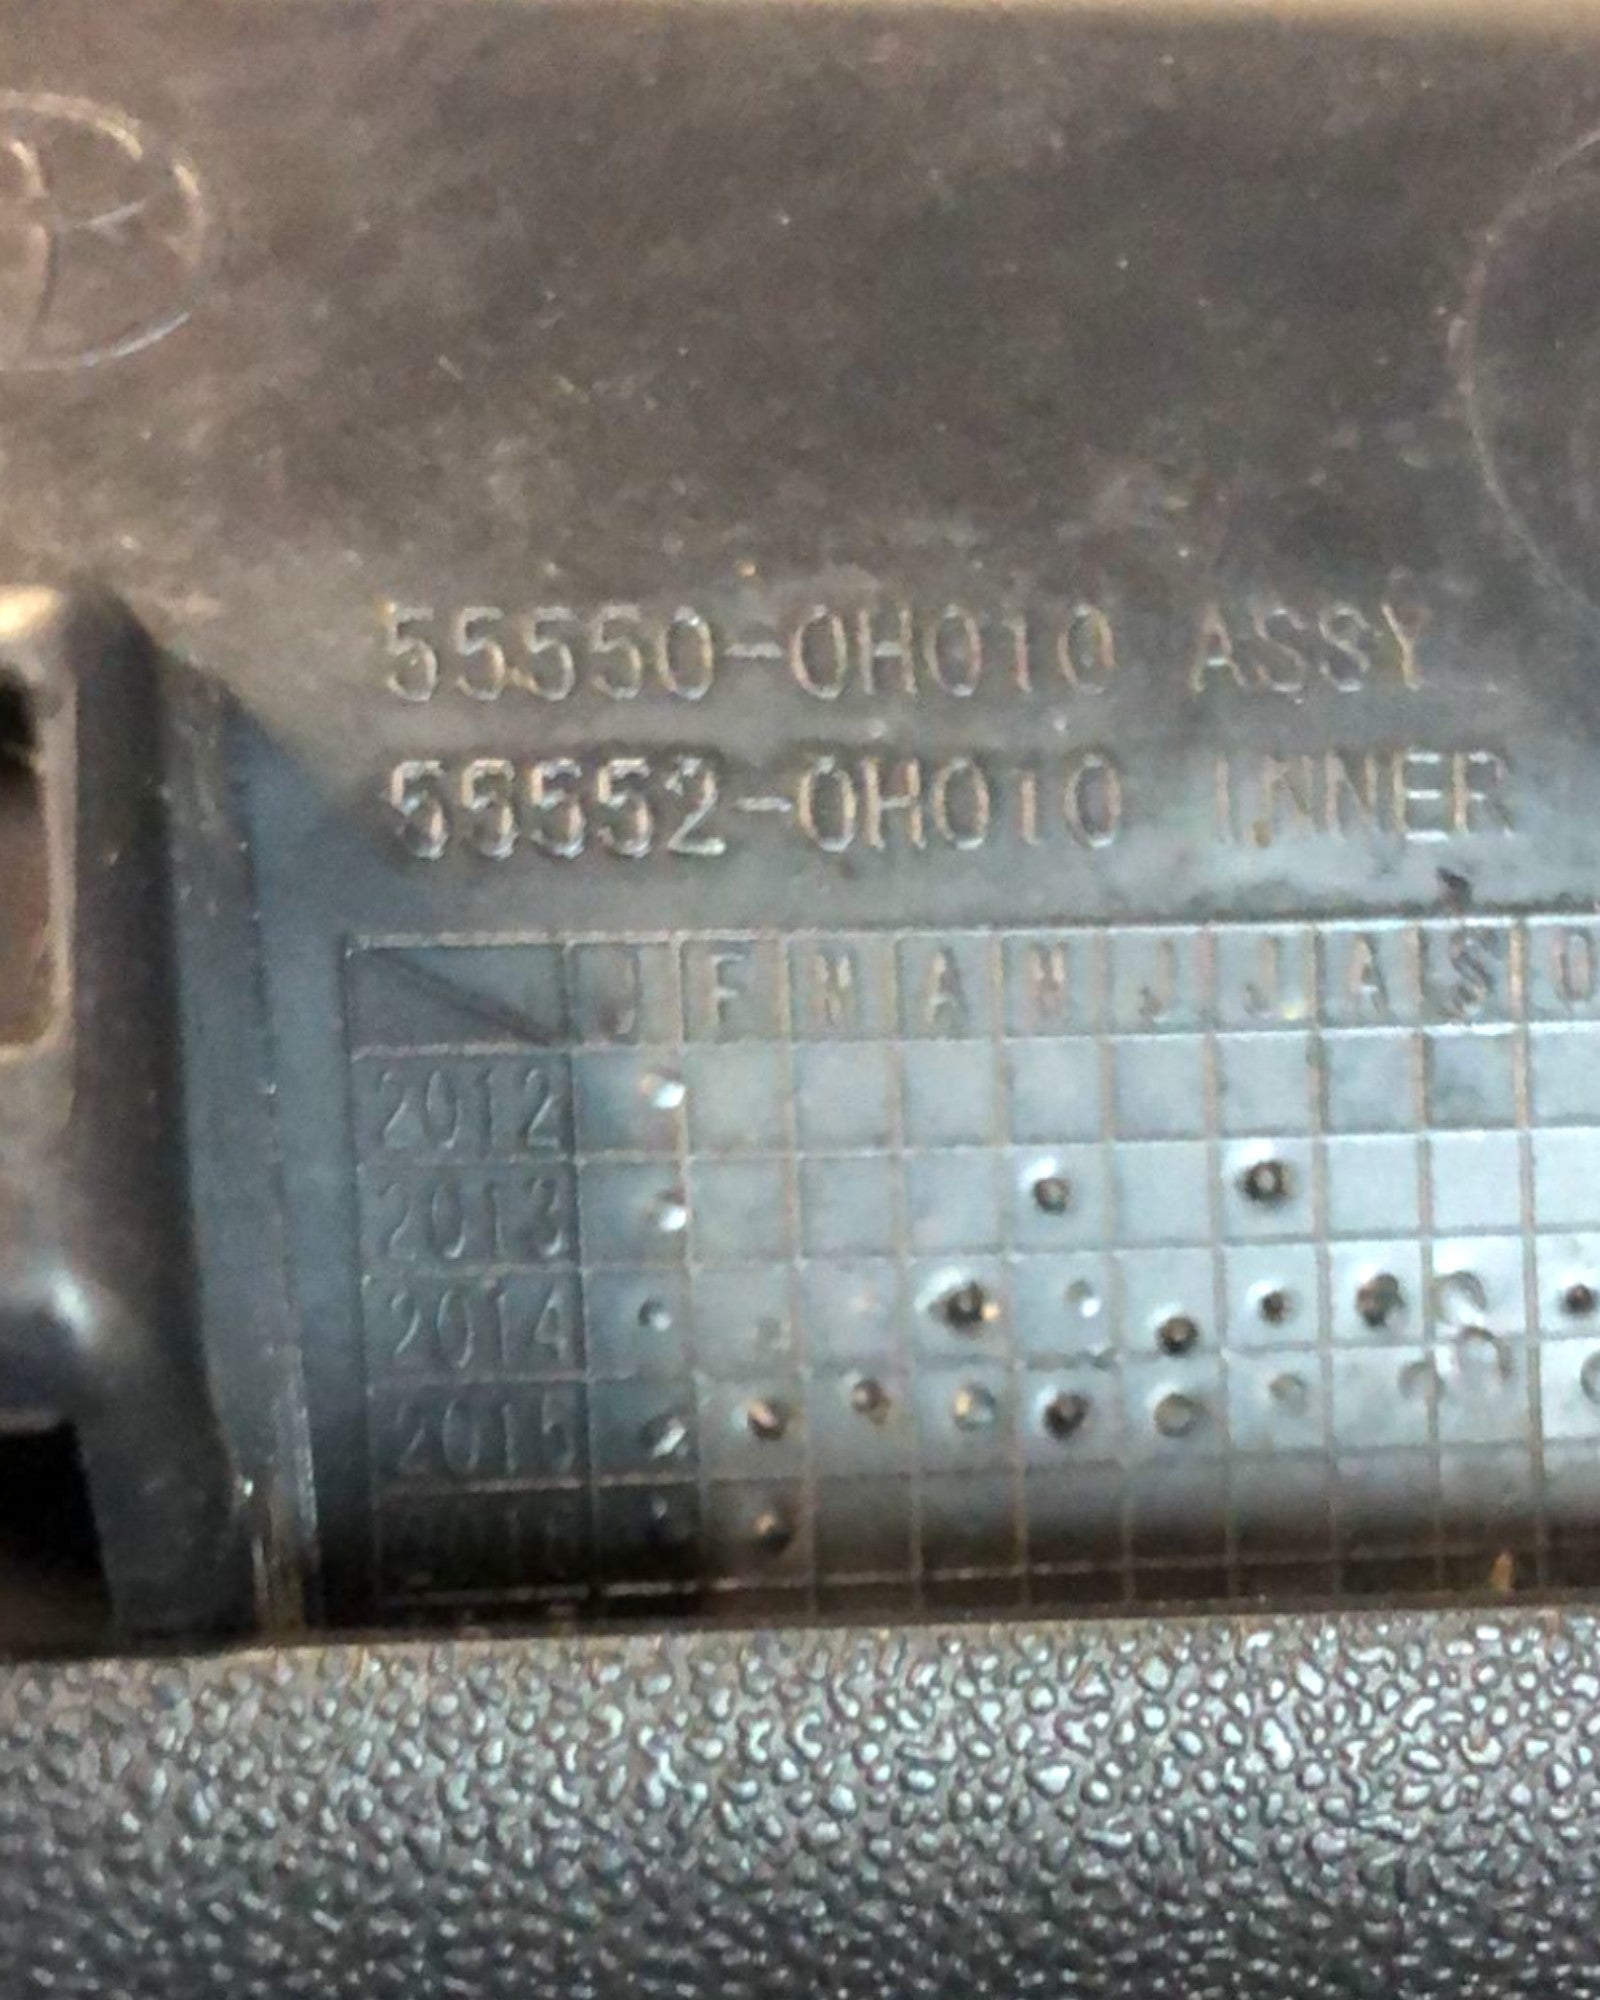 55550-0H010 ASSY
55552-0H010 INNER
J F M A M J J A S O
2012
2013
2014
2015